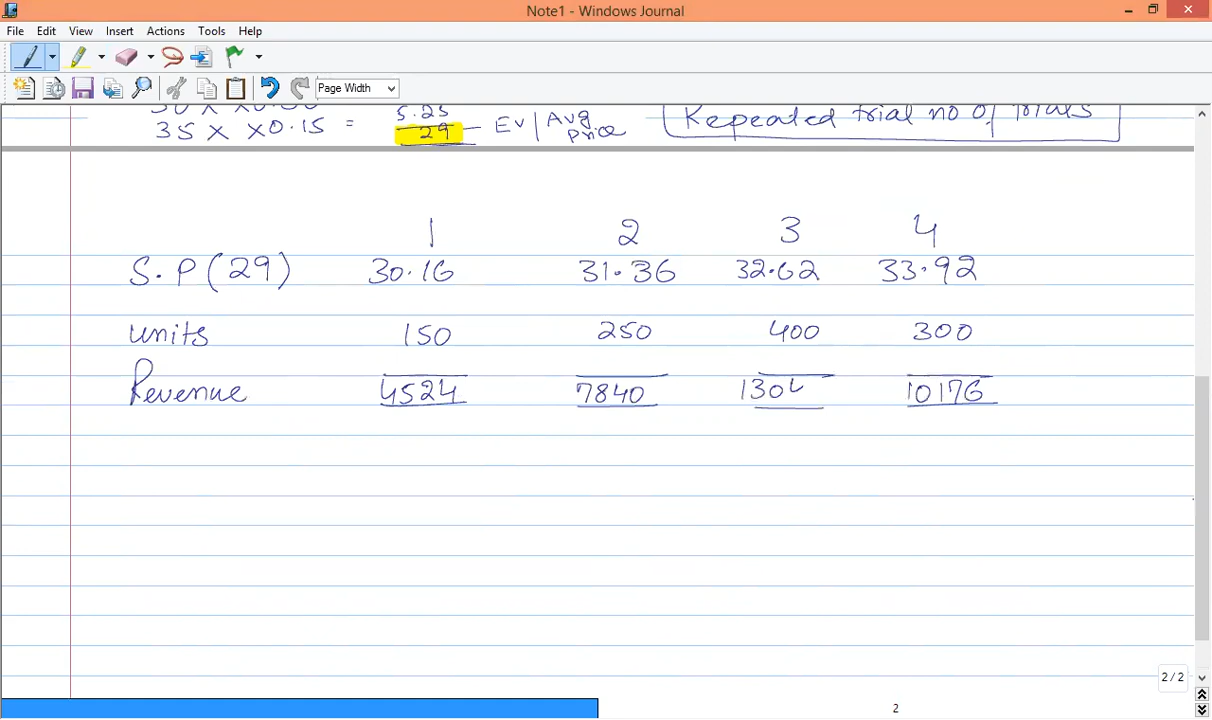 Note1 - Windows Journal
File Edit View Insert Actions Tools Help
Page Width
5.25
35 X X0.15 = 29 EV | Avg Price
Repeated trial no of Trials
1 2 3 4
S.P (29) 30.16 31.36 32.62 33.92
units 150 250 400 300
Revenue 4524 7840 1304 10176
2 / 2
2